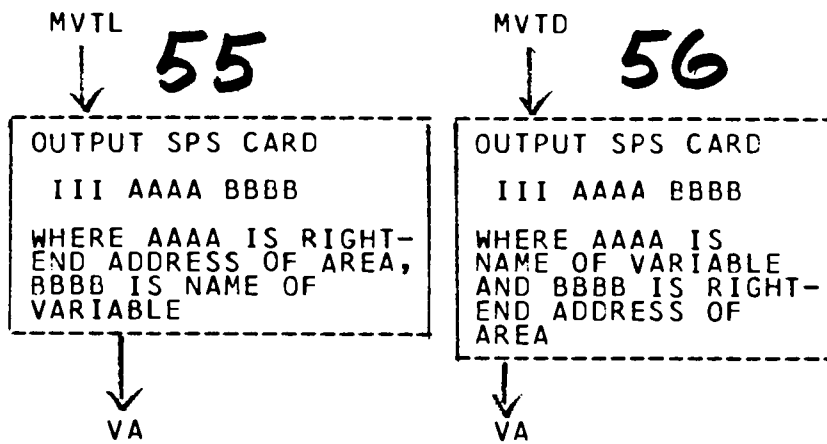 MVTL
55
OUTPUT SPS CARD
III AAAA BBBB
WHERE AAAA IS RIGHT-
END ADDRESS OF AREA,
BBBB IS NAME OF
VARIABLE
VA
MVTD
56
OUTPUT SPS CARD
III AAAA BBBB
WHERE AAAA IS
NAME OF VARIABLE
AND BBBB IS RIGHT-
END ADDRESS OF
AREA
VA